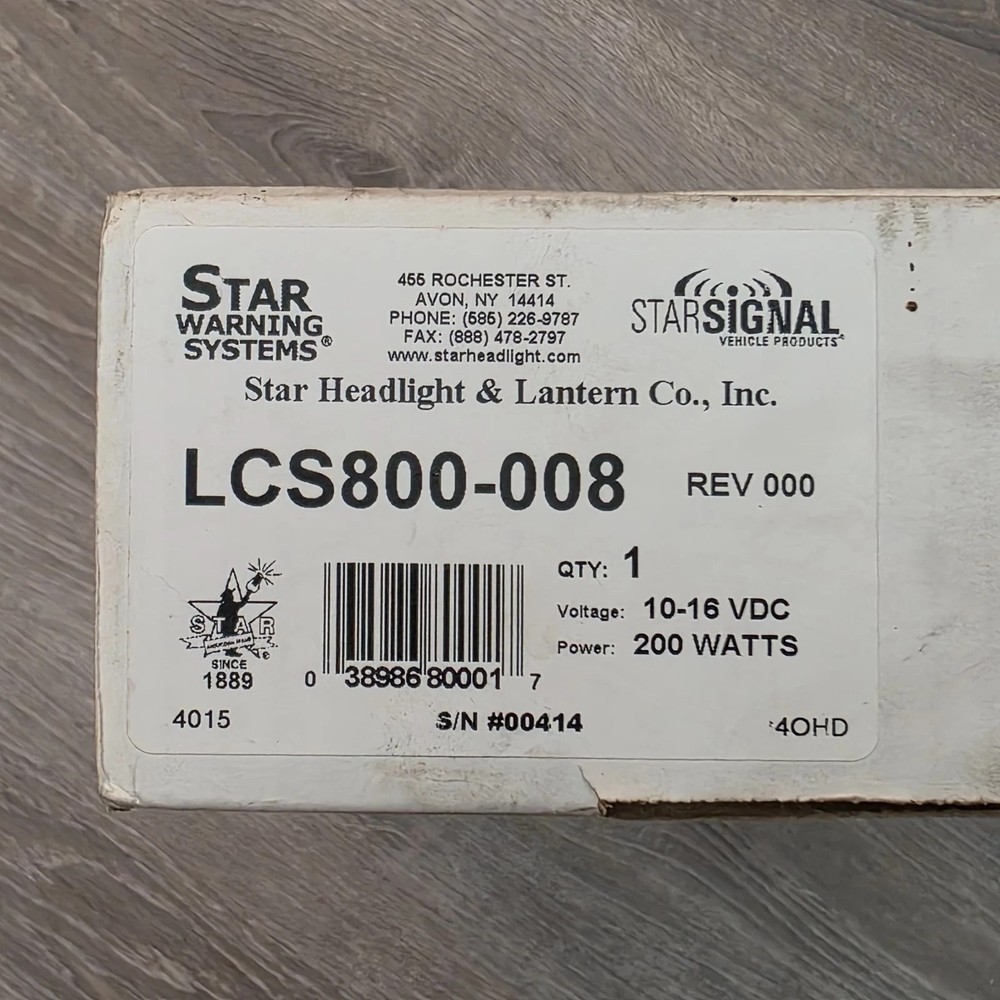 STAR
WARNING
SYSTEMS®
455 ROCHESTER ST.
AVON, NY 14414
PHONE: (585) 226-9787
FAX: (888) 478-2797
www.starheadlight.com
STARSIGNAL
VEHICLE PRODUCTS
Star Headlight & Lantern Co., Inc.
LCS800-008 REV 000
STAR
®
SINCE
1889
0 38986 80001 7
QTY: 1
Voltage: 10-16 VDC
Power: 200 WATTS
4015 S/N #00414 4OHD